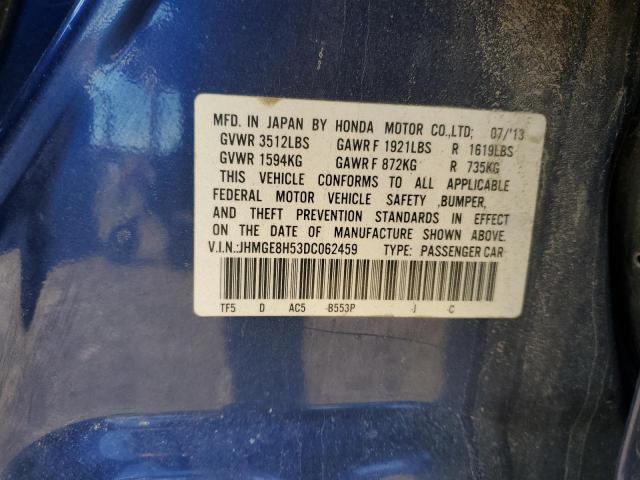 MFD. IN JAPAN BY HONDA MOTOR CO.,LTD; 07/'13
GVWR 3512LBS GAWR F 1921LBS R 1619LBS
GVWR 1594KG GAWR F 872KG R 735KG
THIS VEHICLE CONFORMS TO ALL APPLICABLE
FEDERAL MOTOR VEHICLE SAFETY ,BUMPER,
AND THEFT PREVENTION STANDARDS IN EFFECT
ON THE DATE OF MANUFACTURE SHOWN ABOVE.
V.I.N.:JHMGE8H53DC062459 TYPE: PASSENGER CAR
TF5 D AC5 -B553P -J -C